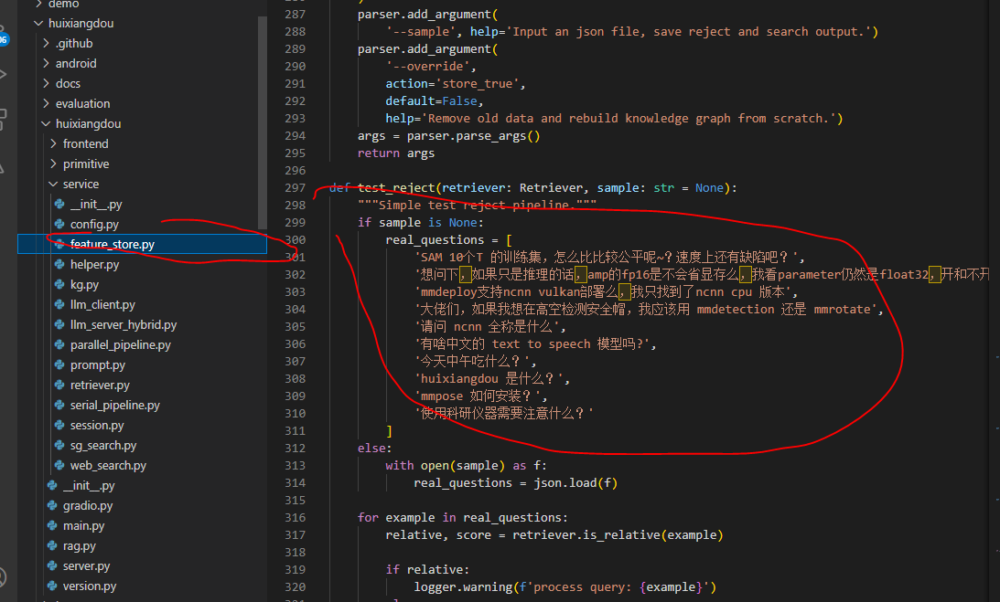 demo
huixiangdou
.github
android
docs
evaluation
huixiangdou
frontend
primitive
service
__init__.py
config.py
feature_store.py
helper.py
kg.py
llm_client.py
llm_server_hybrid.py
parallel_pipeline.py
prompt.py
retriever.py
serial_pipeline.py
session.py
sg_search.py
web_search.py
__init__.py
gradio.py
main.py
rag.py
server.py
version.py
287 parser.add_argument(
288 '--sample', help='Input an json file, save reject and search output.')
289 parser.add_argument(
290 '--override',
291 action='store_true',
292 default=False,
293 help='Remove old data and rebuild knowledge graph from scratch.')
294 args = parser.parse_args()
295 return args
296
297 def test_reject(retriever: Retriever, sample: str = None):
298 """Simple test reject pipeline."""
299 if sample is None:
300 real_questions = [
301 'SAM 10个T 的训练集，怎么比比较公平呢~？速度上还有缺陷吧？',
302 '想问下，如果只是推理的话，amp的fp16是不会省显存么，我看parameter仍然是float32，开和不开
303 'mmdeploy支持ncnn vulkan部署么，我只找到了ncnn cpu 版本',
304 '大佬们，如果我想在高空检测安全帽，我应该用 mmdetection 还是 mmrotate',
305 '请问 ncnn 全称是什么',
306 '有啥中文的 text to speech 模型吗?',
307 '今天中午吃什么？',
308 'huixiangdou 是什么？',
309 'mmpose 如何安装？',
310 '使用科研仪器需要注意什么？'
311 ]
312 else:
313 with open(sample) as f:
314 real_questions = json.load(f)
315
316 for example in real_questions:
317 relative, score = retriever.is_relative(example)
318
319 if relative:
320 logger.warning(f'process query: {example}')